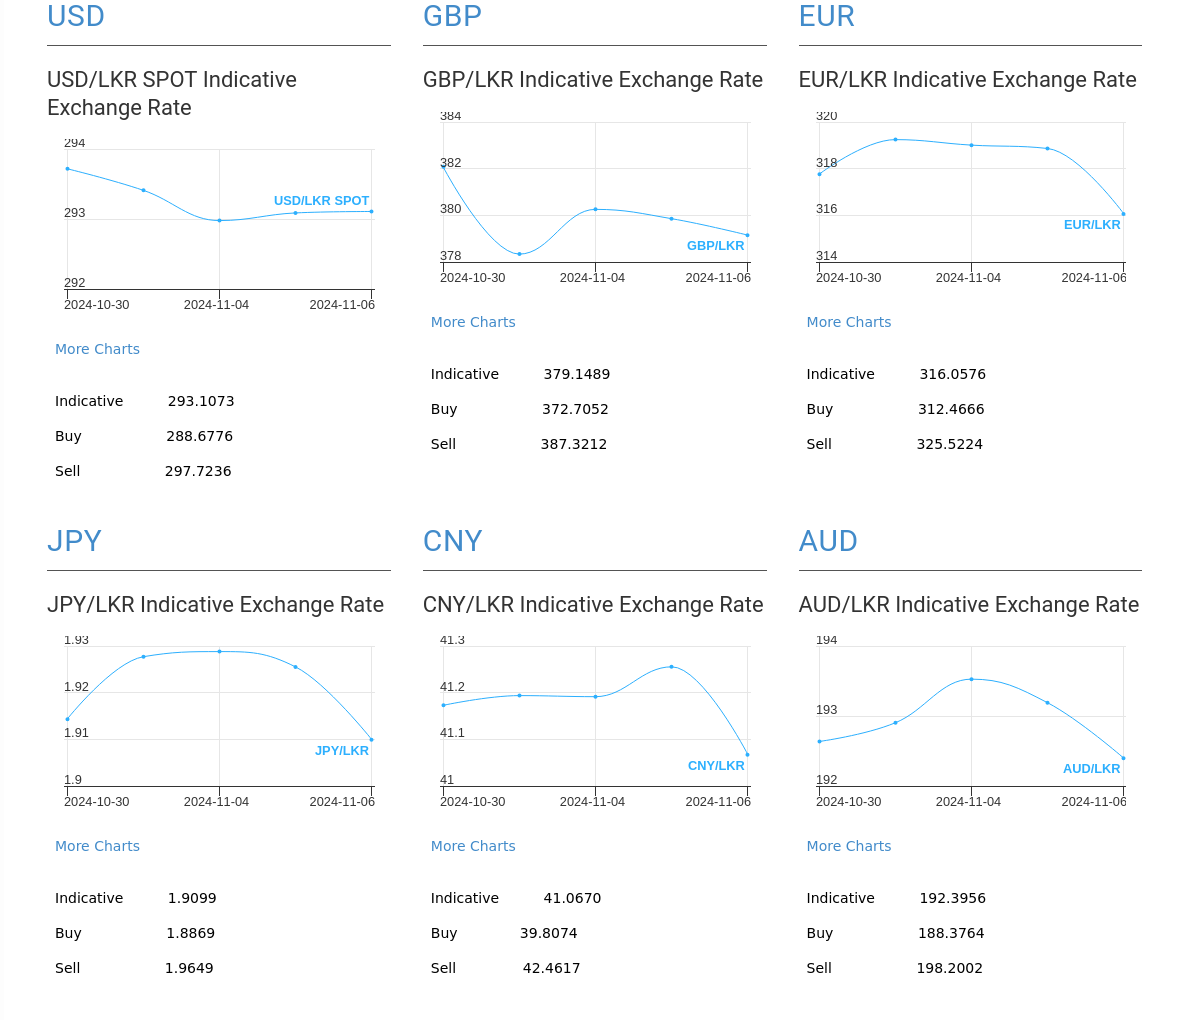 USD
USD/LKR SPOT Indicative
Exchange Rate
294
293
292
USD/LKR SPOT
2024-10-30 2024-11-04 2024-11-06
More Charts
Indicative 293.1073
Buy 288.6776
Sell 297.7236
GBP
GBP/LKR Indicative Exchange Rate
384
382
380
378
GBP/LKR
2024-10-30 2024-11-04 2024-11-06
More Charts
Indicative 379.1489
Buy 372.7052
Sell 387.3212
EUR
EUR/LKR Indicative Exchange Rate
320
318
316
314
EUR/LKR
2024-10-30 2024-11-04 2024-11-06
More Charts
Indicative 316.0576
Buy 312.4666
Sell 325.5224
JPY
JPY/LKR Indicative Exchange Rate
1.93
1.92
1.91
1.9
JPY/LKR
2024-10-30 2024-11-04 2024-11-06
More Charts
Indicative 1.9099
Buy 1.8869
Sell 1.9649
CNY
CNY/LKR Indicative Exchange Rate
41.3
41.2
41.1
41
CNY/LKR
2024-10-30 2024-11-04 2024-11-06
More Charts
Indicative 41.0670
Buy 39.8074
Sell 42.4617
AUD
AUD/LKR Indicative Exchange Rate
194
193
192
AUD/LKR
2024-10-30 2024-11-04 2024-11-06
More Charts
Indicative 192.3956
Buy 188.3764
Sell 198.2002